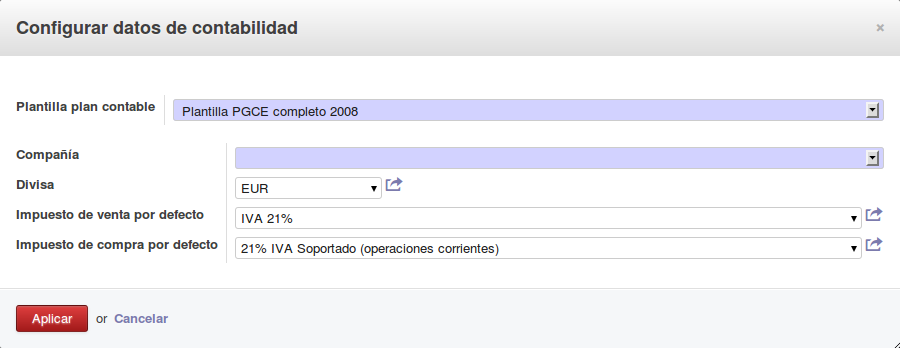 Configurar datos de contabilidad ×
Plantilla plan contable Plantilla PGCE completo 2008
Compañía
Divisa EUR
Impuesto de venta por defecto IVA 21%
Impuesto de compra por defecto 21% IVA Soportado (operaciones corrientes)
Aplicar or Cancelar